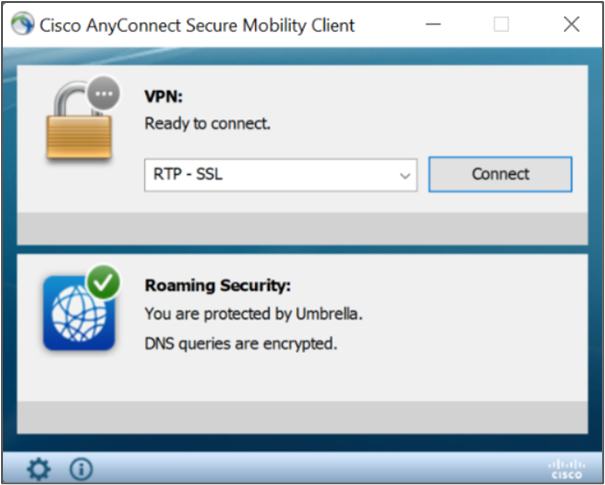 Cisco AnyConnect Secure Mobility Client
VPN:
Ready to connect.
RTP - SSL
Connect
Roaming Security:
You are protected by Umbrella.
DNS queries are encrypted.
CISCO